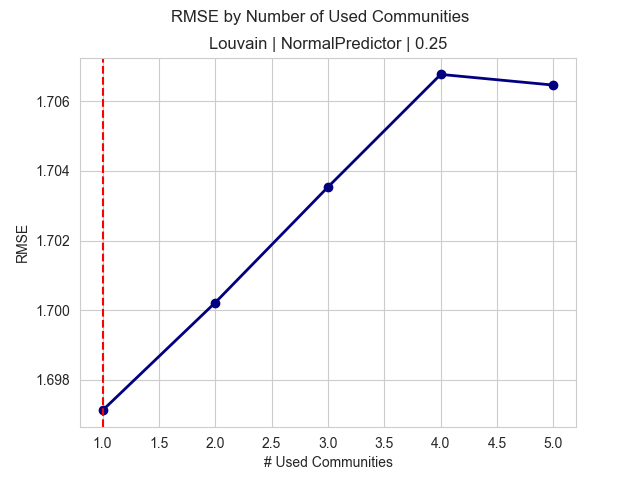 RMSE by Number of Used Communities
Louvain | NormalPredictor | 0.25
1.706
1.704
1.702
1.700
1.698
RMSE
1.0 1.5 2.0 2.5 3.0 3.5 4.0 4.5 5.0
# Used Communities